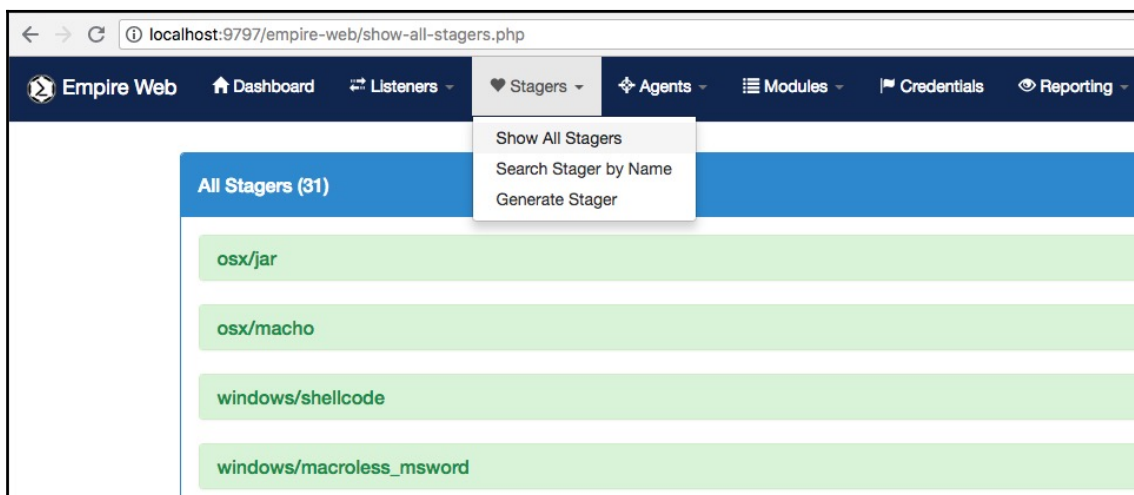 localhost:9797/empire-web/show-all-stagers.php
Empire Web Dashboard Listeners Stagers Agents Modules Credentials Reporting
Show All Stagers
Search Stager by Name
Generate Stager
All Stagers (31)
osx/jar
osx/macho
windows/shellcode
windows/macroless_msword